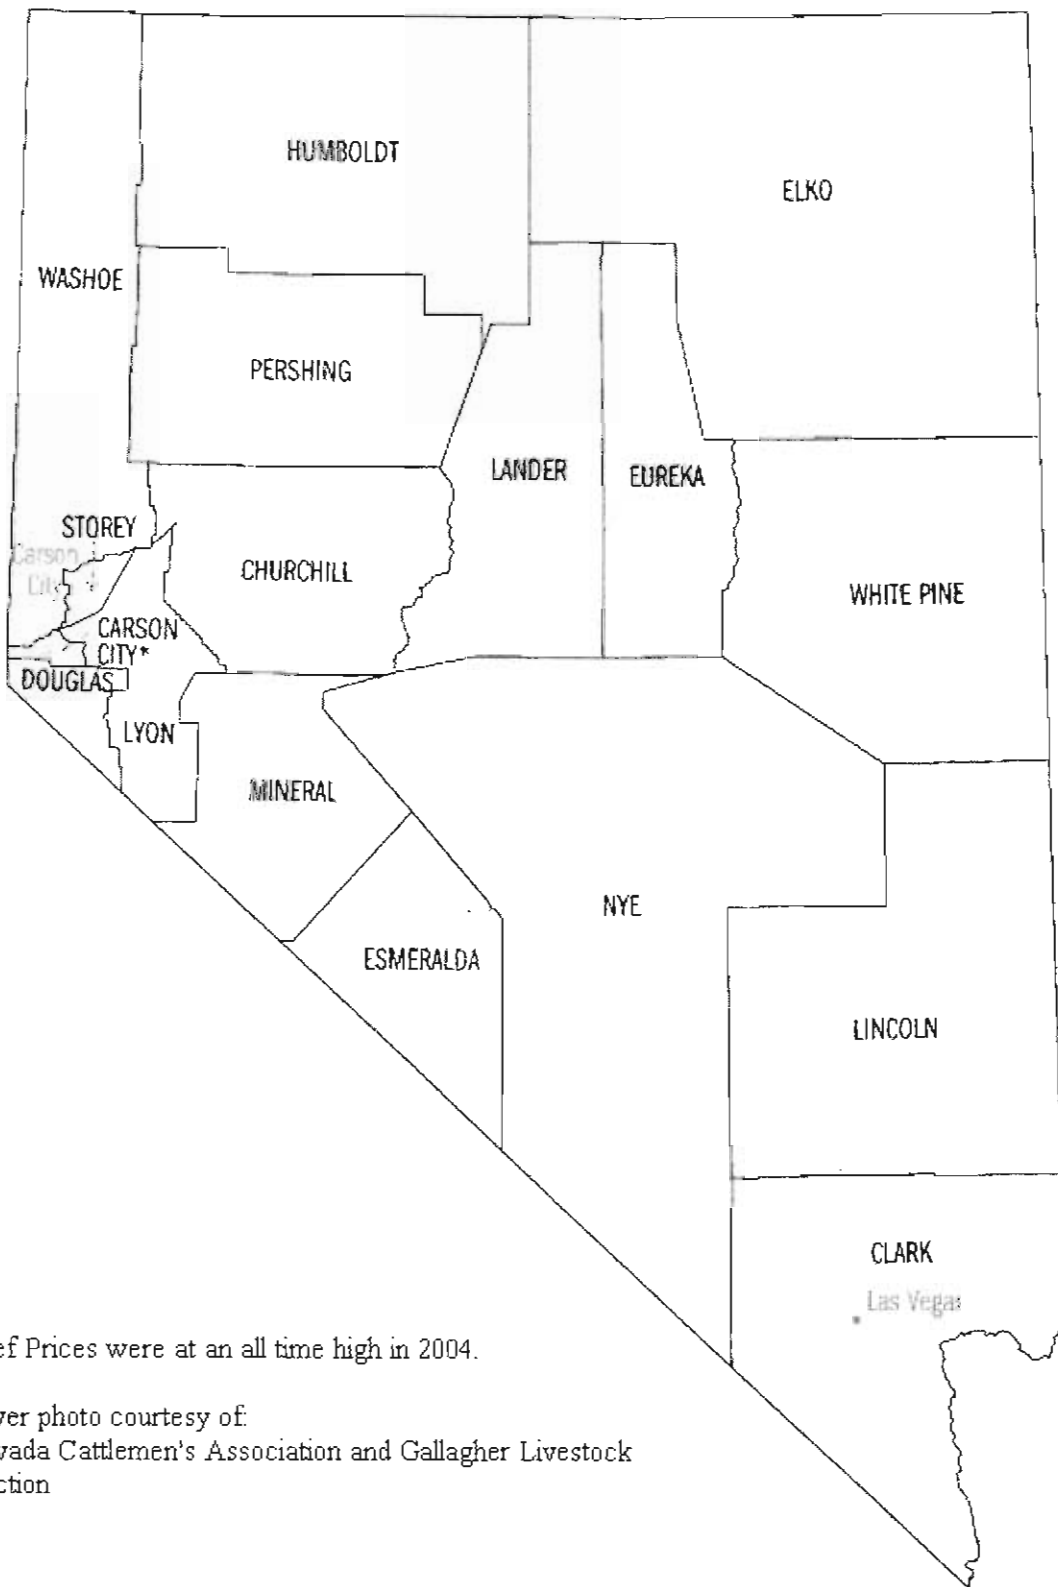 HUMBOLDT
ELKO
WASHOE
PERSHING
LANDER
EUREKA
STOREY
Carson
City
CHURCHILL
WHITE PINE
CARSON
CITY*
DOUGLAS
LYON
MINERAL
NYE
ESMERALDA
LINCOLN
CLARK
Las Vegas
ef Prices were at an all time high in 2004.
ver photo courtesy of:
vada Cattlemen's Association and Gallagher Livestock
ction